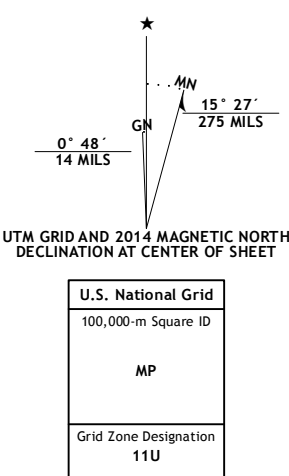 ★
MN
GN
15° 27´
275 MILS
0° 48´
14 MILS
UTM GRID AND 2014 MAGNETIC NORTH
DECLINATION AT CENTER OF SHEET
U.S. National Grid
100,000-m Square ID
MP
Grid Zone Designation
11U